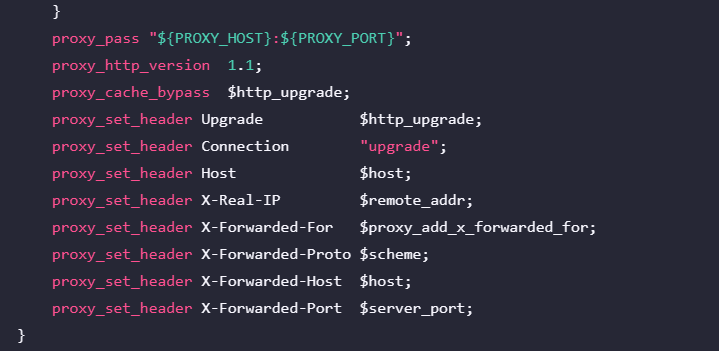 }
proxy_pass "${PROXY_HOST}:${PROXY_PORT}";
proxy_http_version  1.1;
proxy_cache_bypass  $http_upgrade;
proxy_set_header Upgrade           $http_upgrade;
proxy_set_header Connection        "upgrade";
proxy_set_header Host              $host;
proxy_set_header X-Real-IP         $remote_addr;
proxy_set_header X-Forwarded-For   $proxy_add_x_forwarded_for;
proxy_set_header X-Forwarded-Proto $scheme;
proxy_set_header X-Forwarded-Host  $host;
proxy_set_header X-Forwarded-Port  $server_port;
}